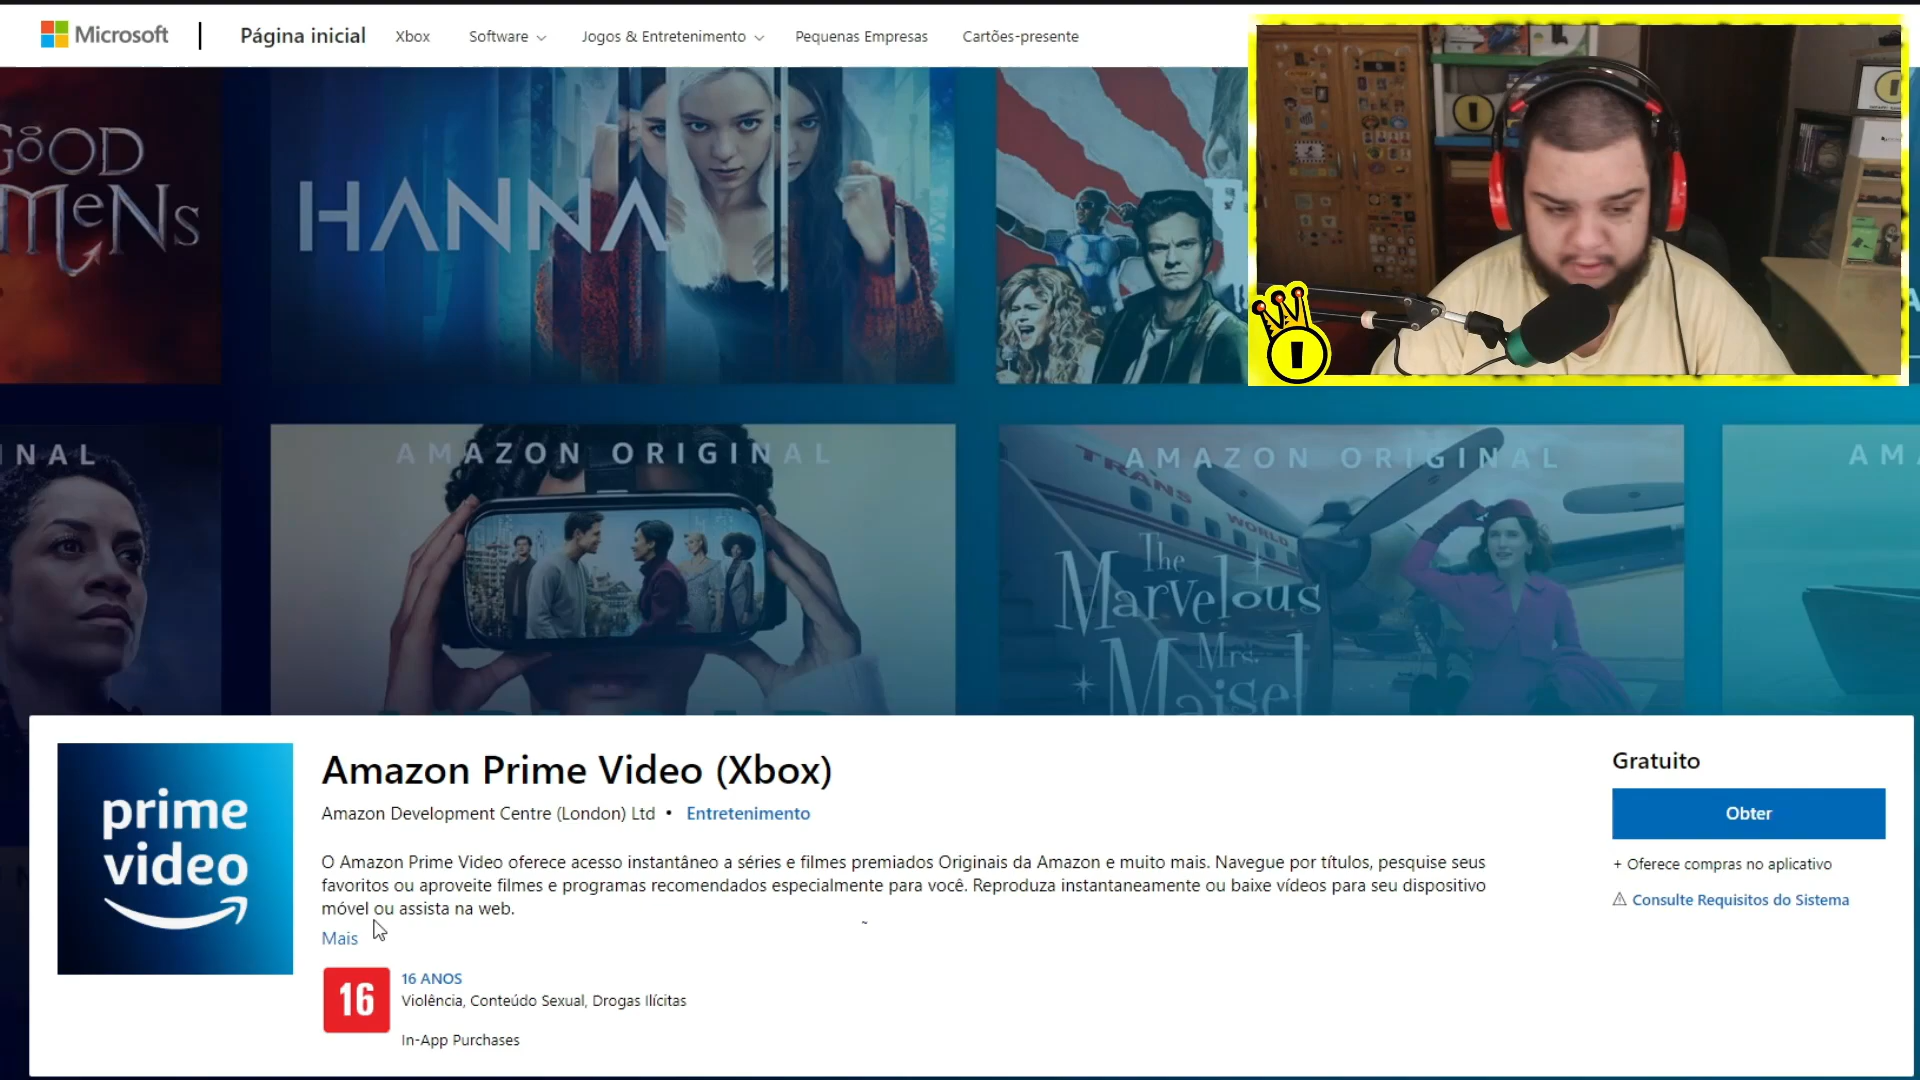 Microsoft
Página inicial
Xbox
Software
Jogos & Entretenimento
Pequenas Empresas
Cartões-presente
GOOD
OMENS
HANNA
INAL
AMAZON ORIGINAL
AMAZON ORIGINAL
AM
TRANS
WORLD
The
Marvelous
Mrs.
Maisel
prime
video
Amazon Prime Video (Xbox)
Amazon Development Centre (London) Ltd • Entretenimento
O Amazon Prime Video oferece acesso instantâneo a séries e filmes premiados Originais da Amazon e muito mais. Navegue por títulos, pesquise seus
favoritos ou aproveite filmes e programas recomendados especialmente para você. Reproduza instantaneamente ou baixe vídeos para seu dispositivo
móvel ou assista na web.
Mais
16
16 ANOS
Violência, Conteúdo Sexual, Drogas Ilícitas
In-App Purchases
Gratuito
Obter
+ Oferece compras no aplicativo
Consulte Requisitos do Sistema